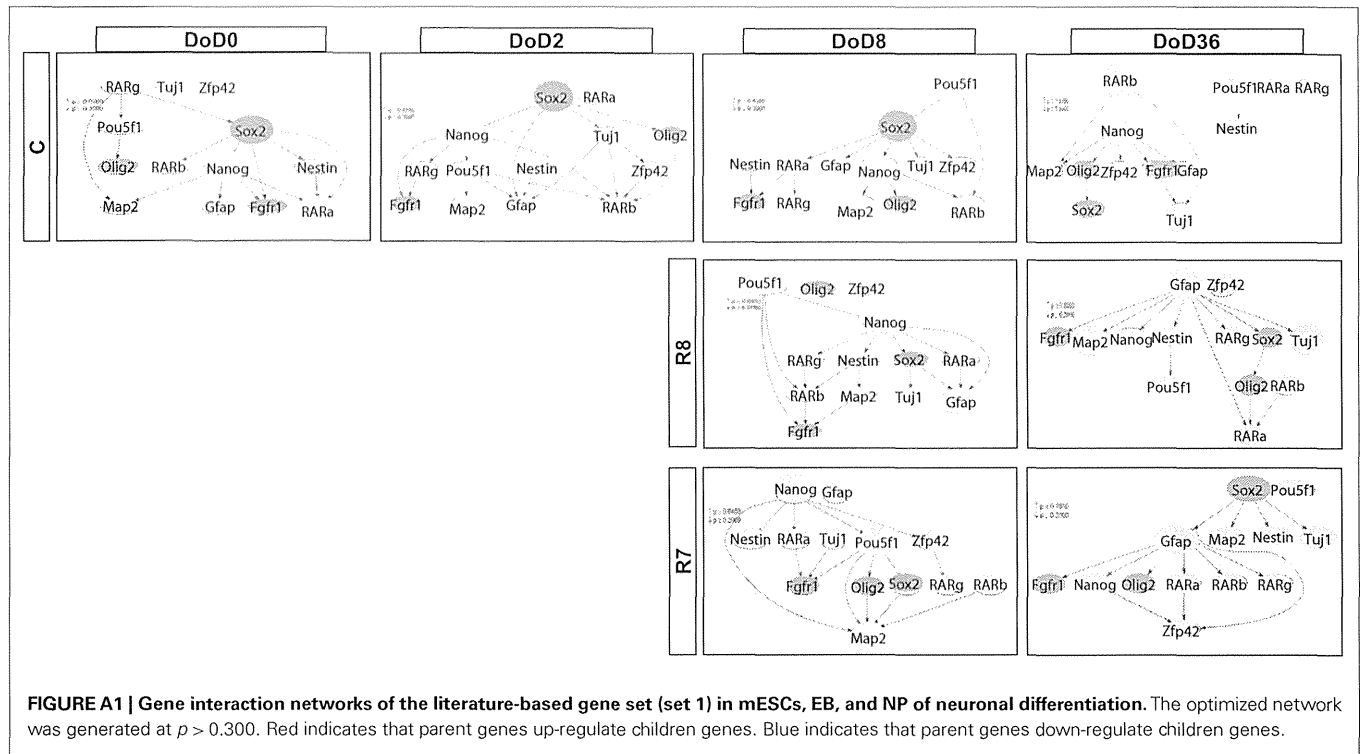 DoD0 DoD2 DoD8 DoD36
C
RARg Tuj1 Zfp42
Pou5f1
Sox2
Olig2 RARb Nanog Nestin
Map2 Gfap Fgfr1 RARa
Sox2 RARa
Nanog Tuj1 Olig2
RARg Pou5f1 Nestin Zfp42
Fgfr1 Map2 Gfap RARb
Pou5f1
Sox2
Nestin RARa Gfap Nanog Tuj1 Zfp42
Fgfr1 RARg Map2 Olig2 RARb
RARb Pou5f1RARa RARg
Nanog Nestin
Map2 Olig2 Zfp42 Fgfr1Gfap
Sox2 Tuj1
R8
Pou5f1 Olig2 Zfp42
Nanog
RARg Nestin Sox2 RARa
RARb Map2 Tuj1 Gfap
Fgfr1
Gfap Zfp42
Fgfr1 Map2 Nanog Nestin RARg Sox2 Tuj1
Pou5f1 Olig2 RARb
RARa
R7
Nanog Gfap
Nestin RARa Tuj1 Pou5f1 Zfp42
Fgfr1 Olig2 Sox2 RARg RARb
Map2
Sox2 Pou5f1
Gfap Map2 Nestin Tuj1
Fgfr1 Nanog Olig2 RARa RARb RARg
Zfp42
FIGURE A1 | Gene interaction networks of the literature-based gene set (set 1) in mESCs, EB, and NP of neuronal differentiation. The optimized network
was generated at p > 0.300. Red indicates that parent genes up-regulate children genes. Blue indicates that parent genes down-regulate children genes.